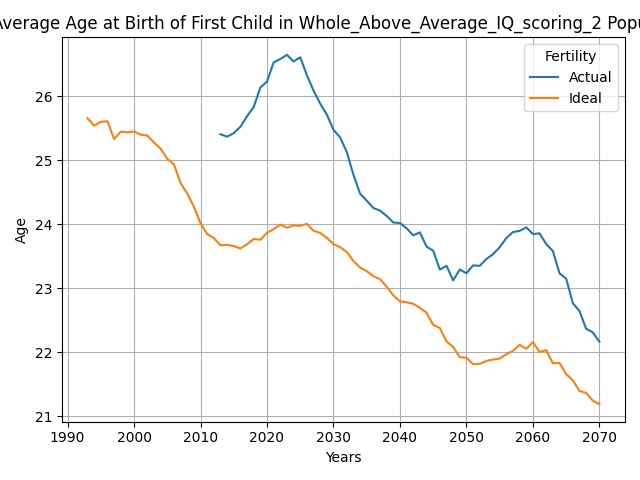 Average Age at Birth of First Child in Whole_Above_Average_IQ_scoring_2
Fertility
Actual
Ideal
26
25
24
23
22
21
Age
1990 2000 2010 2020 2030 2040 2050 2060 2070
Years